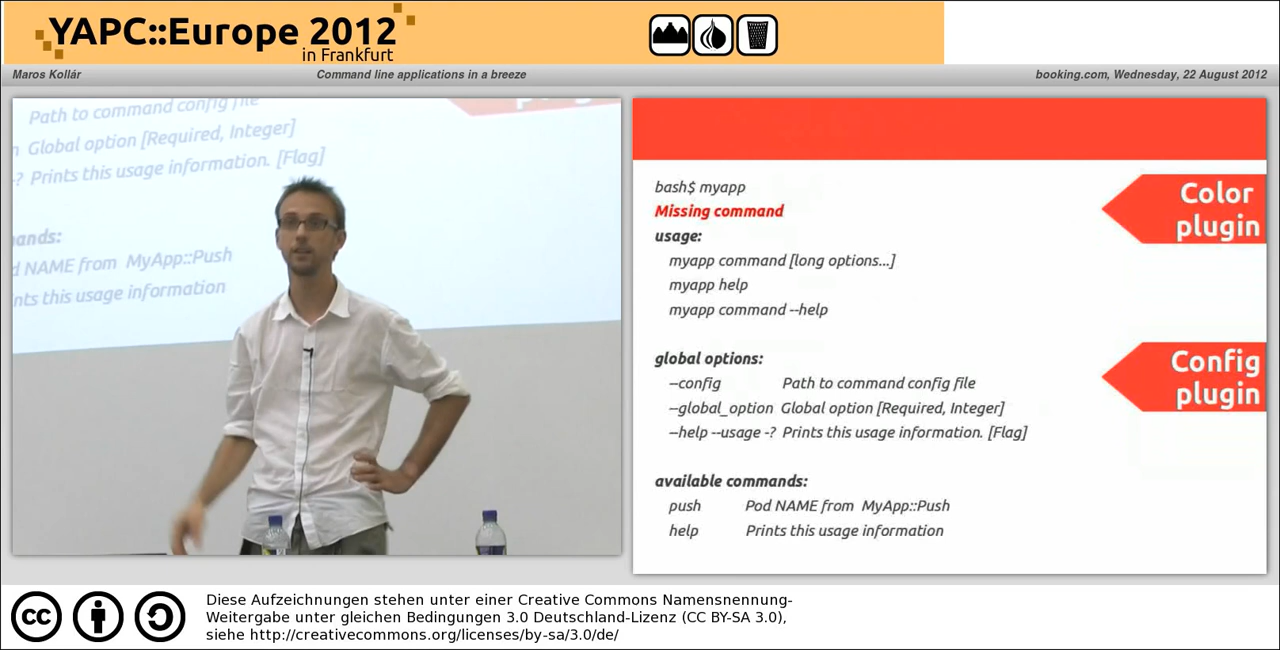 YAPC::Europe 2012
in Frankfurt
Maros Kollár
Command line applications in a breeze
booking.com, Wednesday, 22 August 2012
Path to command config file
Global option [Required, Integer]
-? Prints this usage information. [Flag]
NAME from MyApp::Push
this usage information
bash$ myapp
Missing command
usage:
myapp command [long options...]
myapp help
myapp command --help
global options:
--config Path to command config file
--global_option Global option [Required, Integer]
--help --usage -? Prints this usage information. [Flag]
available commands:
push Pod NAME from MyApp::Push
help Prints this usage information
Color
plugin
Config
plugin
cc
Diese Aufzeichnungen stehen unter einer Creative Commons Namensnennung-
Weitergabe unter gleichen Bedingungen 3.0 Deutschland-Lizenz (CC BY-SA 3.0),
siehe http://creativecommons.org/licenses/by-sa/3.0/de/